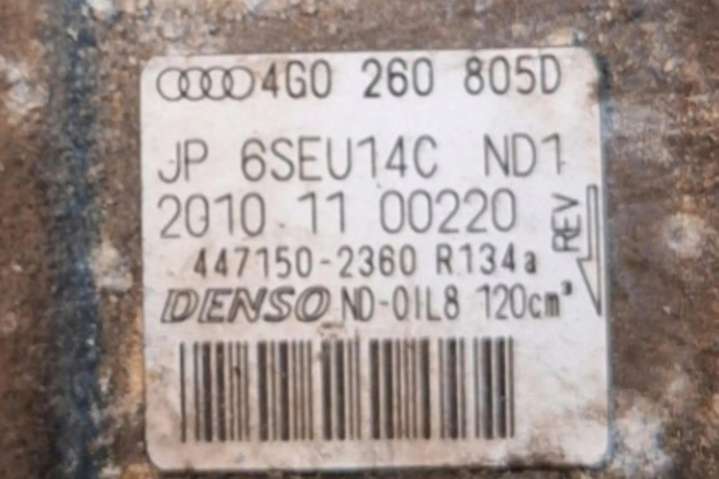 4G0 260 805D
JP 6SEU14C ND1
2010 11 00220
REV
447150-2360 R134a
DENSO ND-OIL8 120cm³